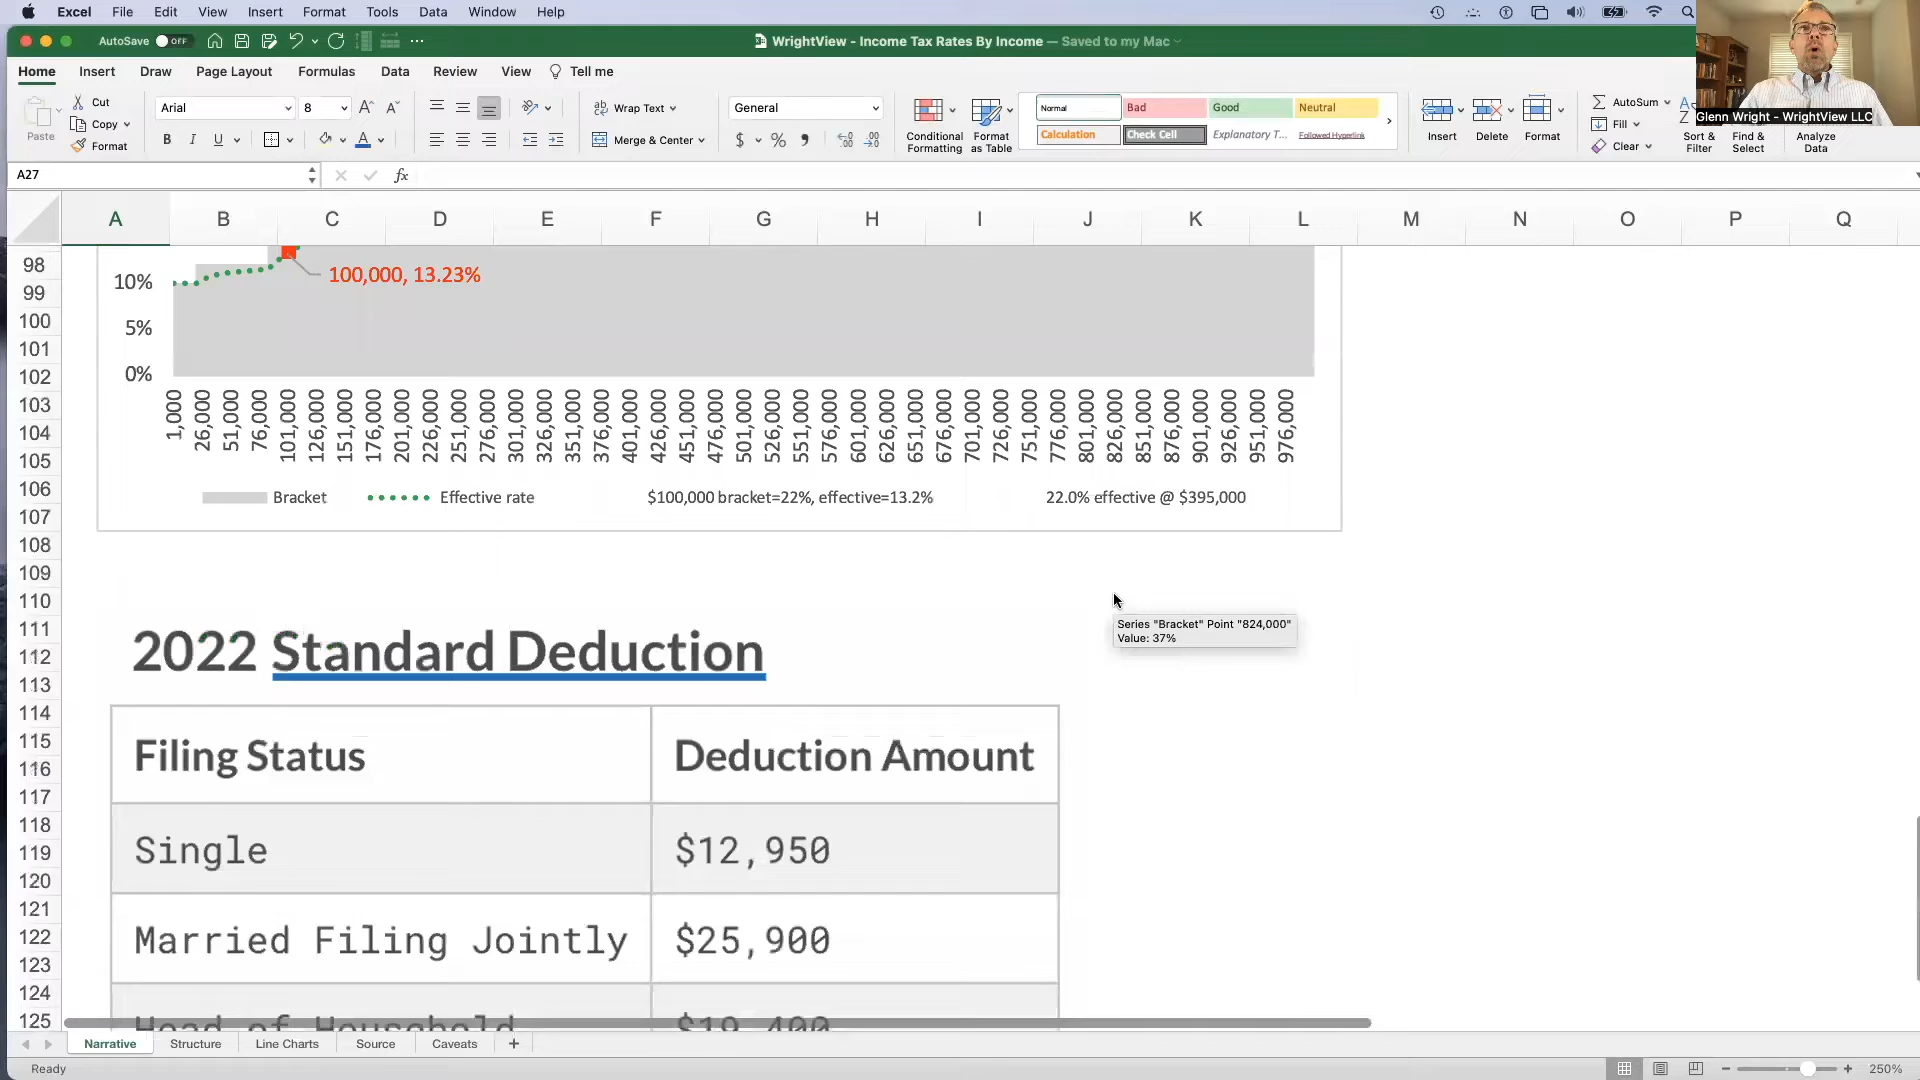 Excel File Edit View Insert Format Tools Data Window Help
AutoSave OFF WrightView - Income Tax Rates By Income — Saved to my Mac
Home Insert Draw Page Layout Formulas Data Review View Tell me
Paste Cut Copy Format
Arial 8
B I U A
Wrap Text
Merge & Center
General
$ %
Conditional Formatting
Format as Table
Normal Bad Good Neutral
Calculation Check Cell Explanatory T... Followed Hyperlink
Insert Delete Format
AutoSum
Fill
Clear
Sort & Filter
Find & Select
Analyze Data
Glenn Wright - WrightView LLC
A27 fx
A B C D E F G H I J K L M N O P Q
98
99
100
101
102
103
104
105
106
107
108
109
110
111
112
113
114
115
116
117
118
119
120
121
122
123
124
125
10%
5%
0%
100,000, 13.23%
1,000 26,000 51,000 76,000 101,000 126,000 151,000 176,000 201,000 226,000 251,000 276,000 301,000 326,000 351,000 376,000 401,000 426,000 451,000 476,000 501,000 526,000 551,000 576,000 601,000 626,000 651,000 676,000 701,000 726,000 751,000 776,000 801,000 826,000 851,000 876,000 901,000 926,000 951,000 976,000
Bracket Effective rate $100,000 bracket=22%, effective=13.2% 22.0% effective @ $395,000
Series "Bracket" Point "824,000"
Value: 37%
2022 Standard Deduction
Filing Status Deduction Amount
Single $12,950
Married Filing Jointly $25,900
Head of Household $19,400
Narrative Structure Line Charts Source Caveats +
Ready 250%